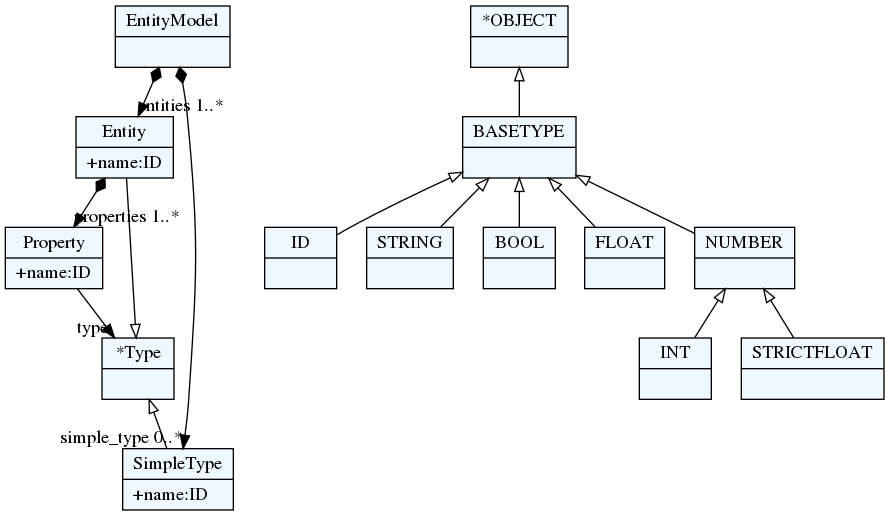 EntityModel
*OBJECT
entities 1..*
Entity
+name:ID
BASETYPE
properties 1..*
Property
+name:ID
ID
STRING
BOOL
FLOAT
NUMBER
type
*Type
INT
STRICTFLOAT
simple_type 0..*
SimpleType
+name:ID